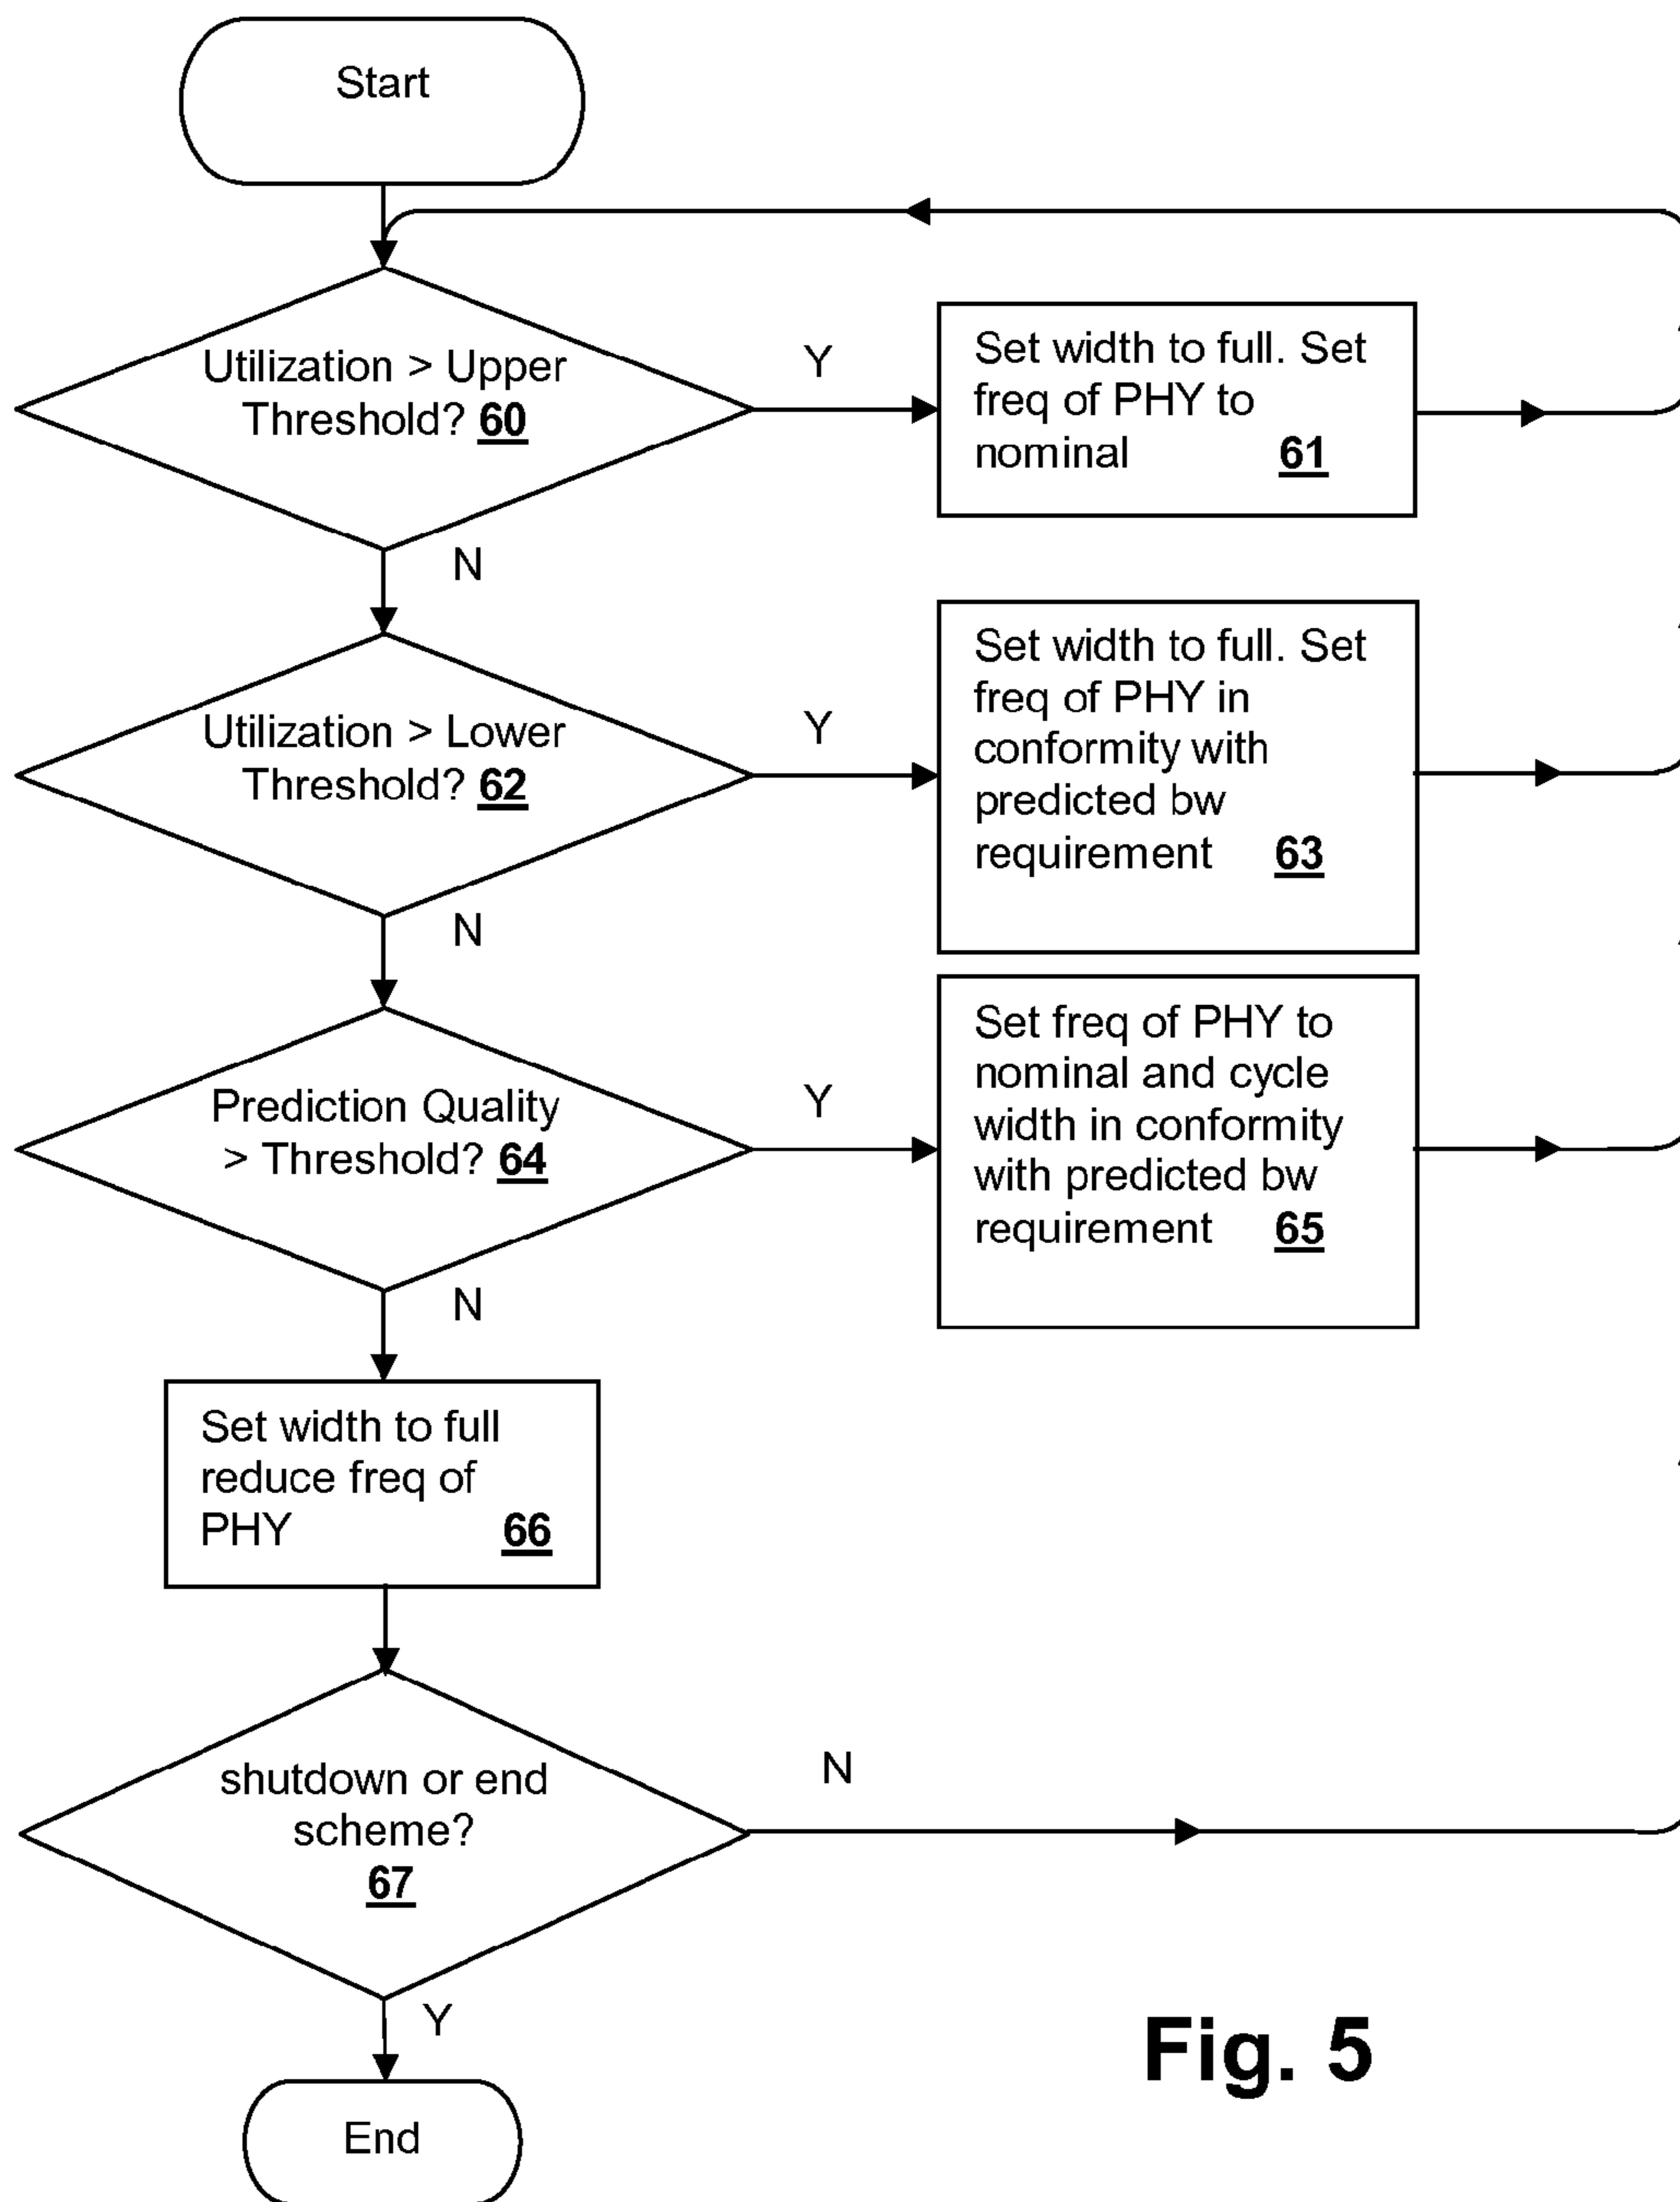 Start
Utilization > Upper
Threshold? 60
Y
Set width to full. Set
freq of PHY to
nominal 61
N
Utilization > Lower
Threshold? 62
Y
Set width to full. Set
freq of PHY in
conformity with
predicted bw
requirement 63
N
Prediction Quality
> Threshold? 64
Y
Set freq of PHY to
nominal and cycle
width in conformity
with predicted bw
requirement 65
N
Set width to full
reduce freq of
PHY 66
shutdown or end
scheme?
67
N
Y
End
Fig. 5